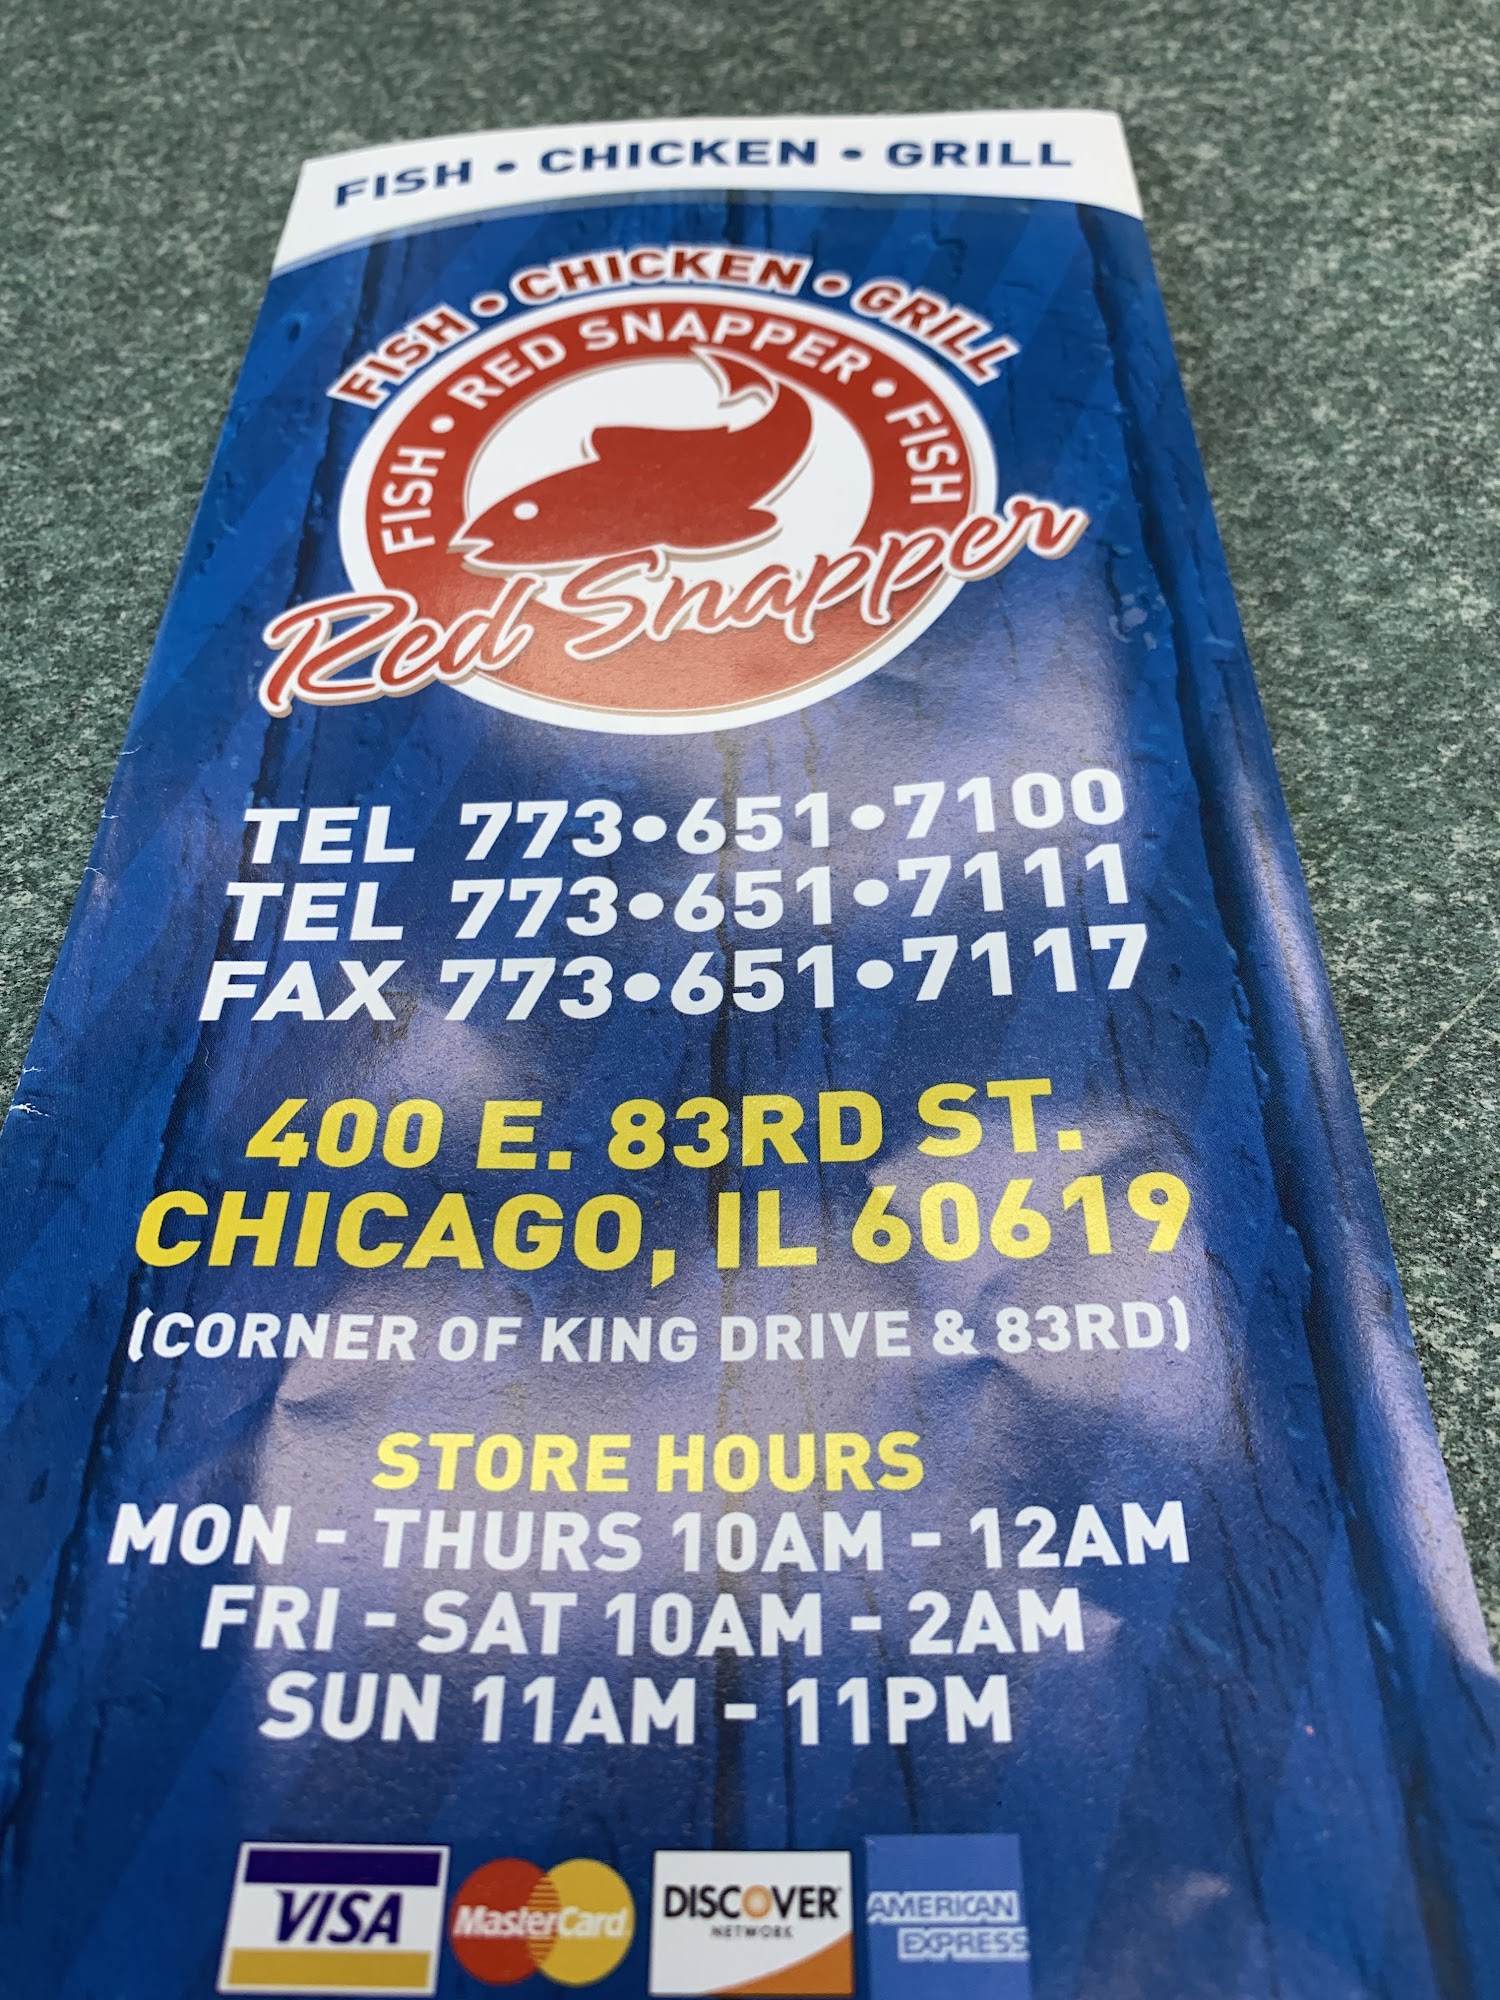 FISH • CHICKEN • GRILL
FISH • CHICKEN • GRILL
FISH • RED SNAPPER • FISH
Red Snapper
TEL 773•651•7100
TEL 773•651•7111
FAX 773•651•7117
400 E. 83RD ST.
CHICAGO, IL 60619
(CORNER OF KING DRIVE & 83RD)
STORE HOURS
MON - THURS 10AM - 12AM
FRI - SAT 10AM - 2AM
SUN 11AM - 11PM
VISA
MasterCard
DISCOVER
NETWORK
AMERICAN
EXPRESS